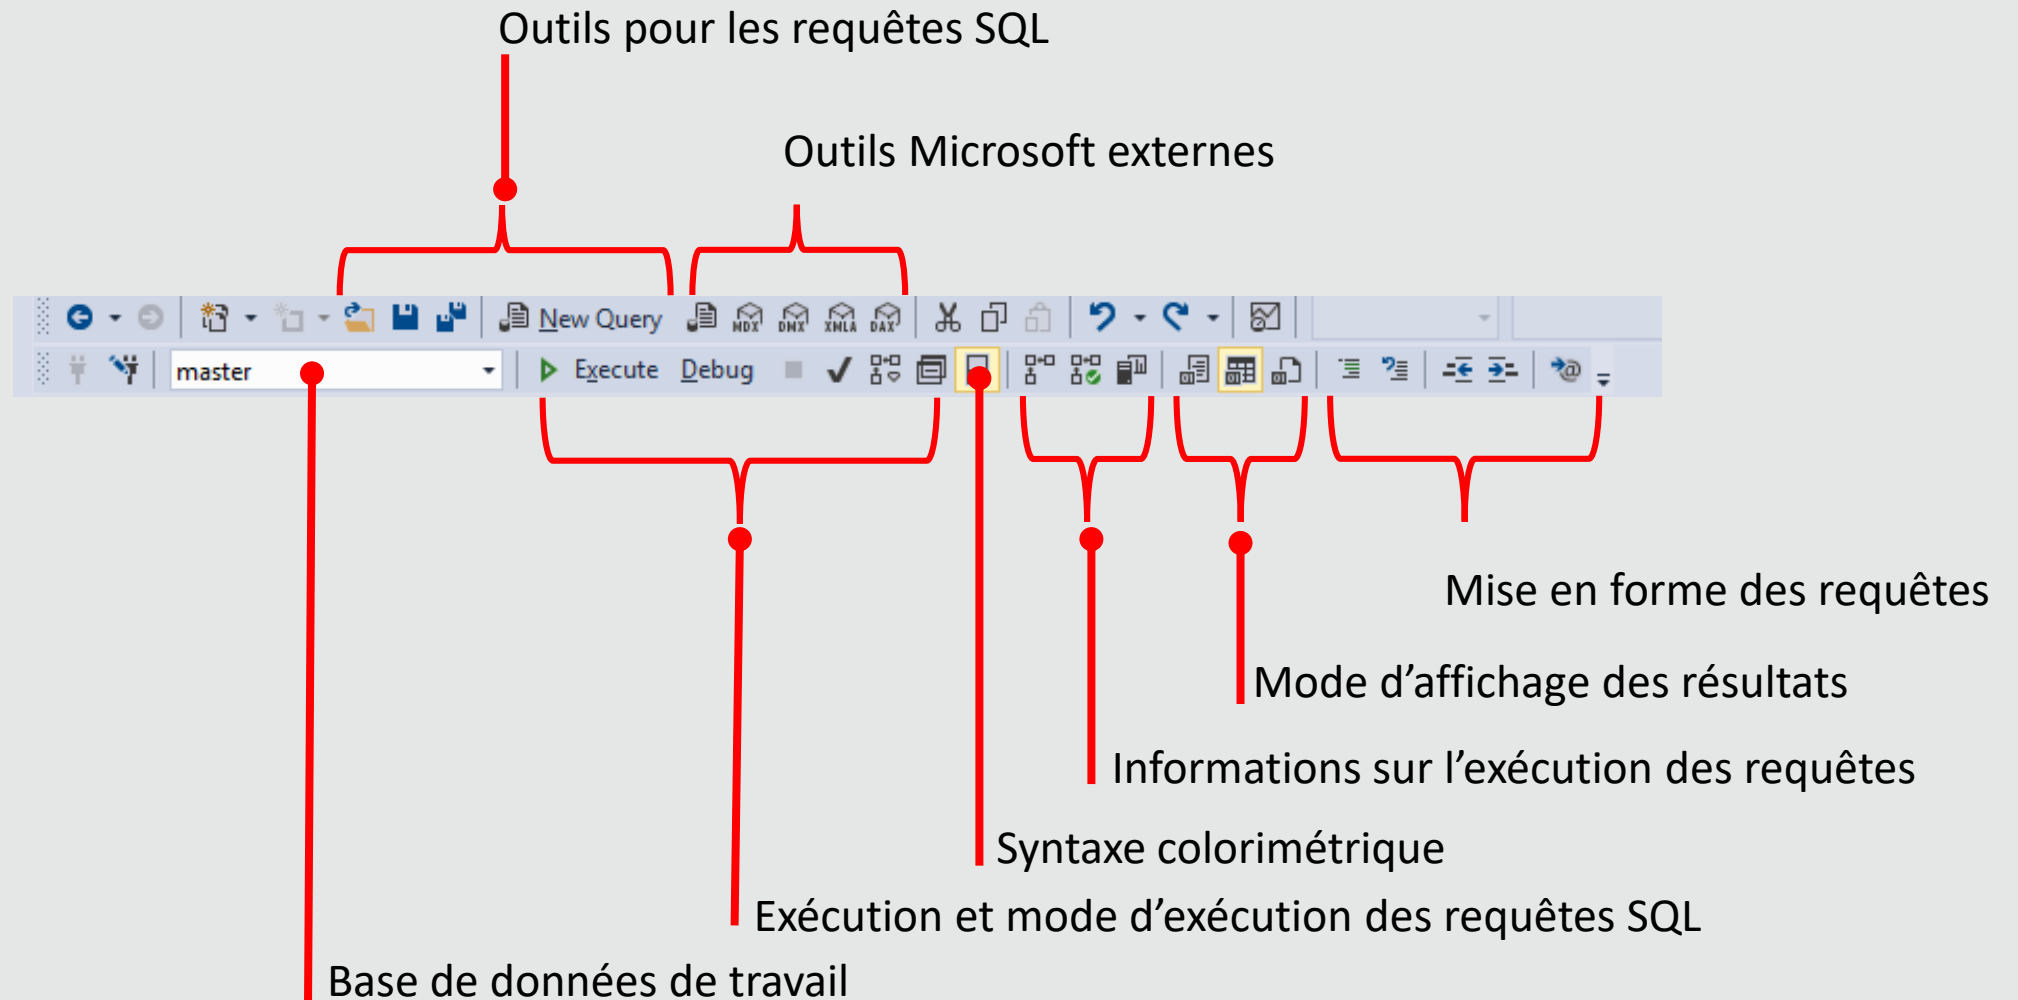 Outils pour les requêtes SQL
Outils Microsoft externes
New Query MDX DMX XMLA DAX
master Execute Debug
Mise en forme des requêtes
Mode d’affichage des résultats
Informations sur l’exécution des requêtes
Syntaxe colorimétrique
Exécution et mode d’exécution des requêtes SQL
Base de données de travail